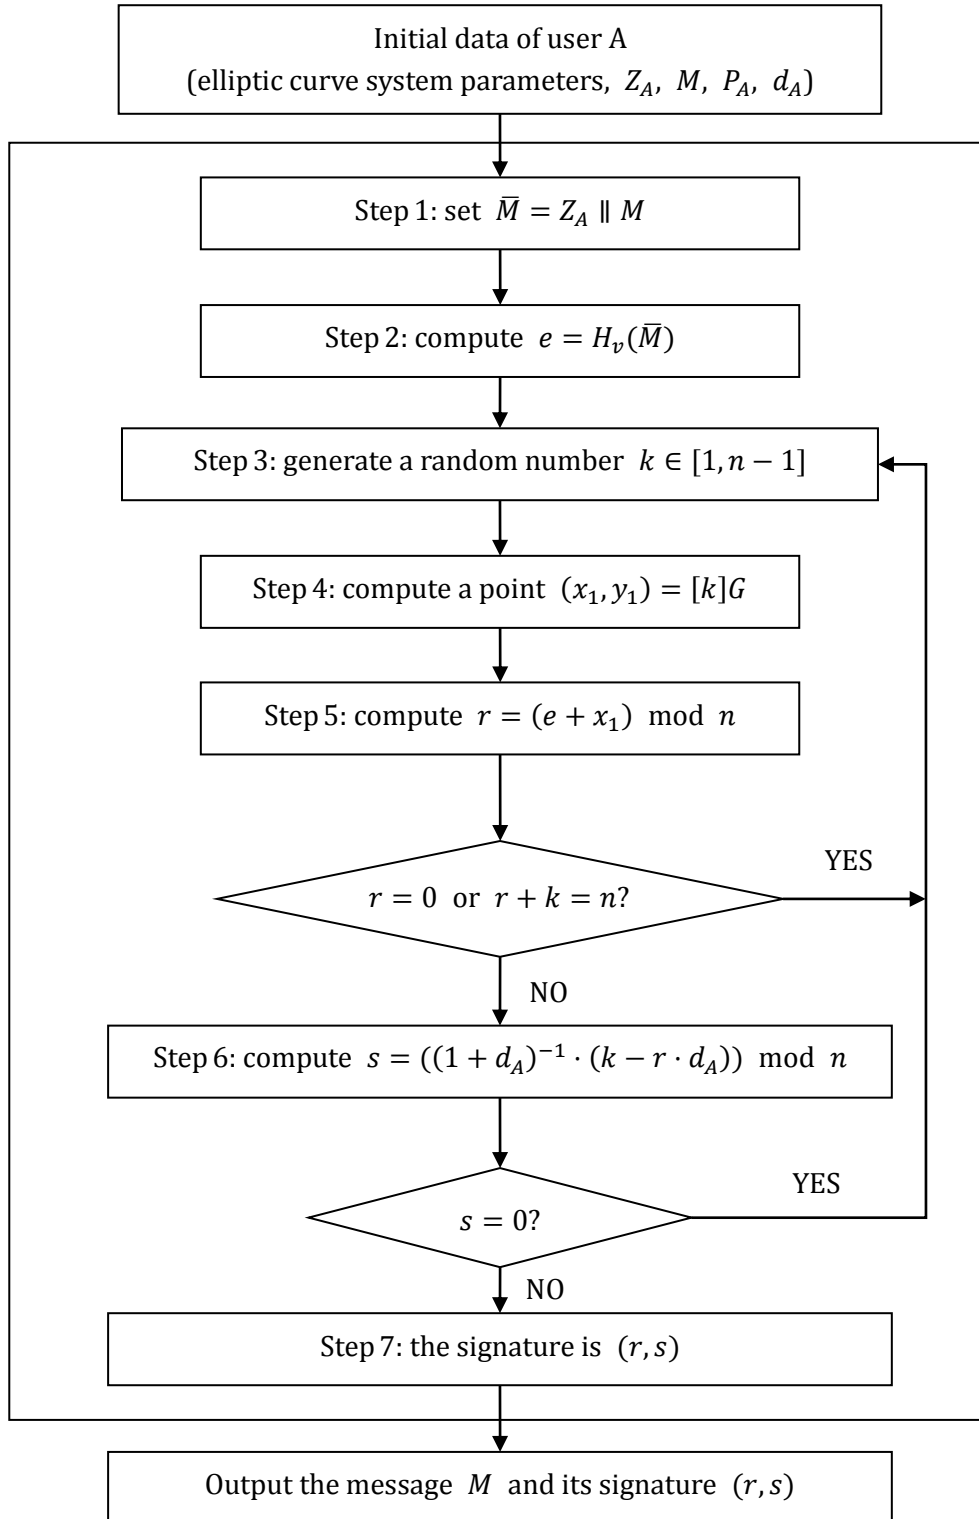 Initial data of user A
(elliptic curve system parameters, Z_A, M, P_A, d_A)
Step 1: set M̅ = Z_A ∥ M
Step 2: compute e = H_v(M̅)
Step 3: generate a random number k ∈ [1, n − 1]
Step 4: compute a point (x_1, y_1) = [k]G
Step 5: compute r = (e + x_1) mod n
YES
r = 0 or r + k = n?
NO
Step 6: compute s = ((1 + d_A)^{−1} · (k − r · d_A)) mod n
YES
s = 0?
NO
Step 7: the signature is (r, s)
Output the message M and its signature (r, s)